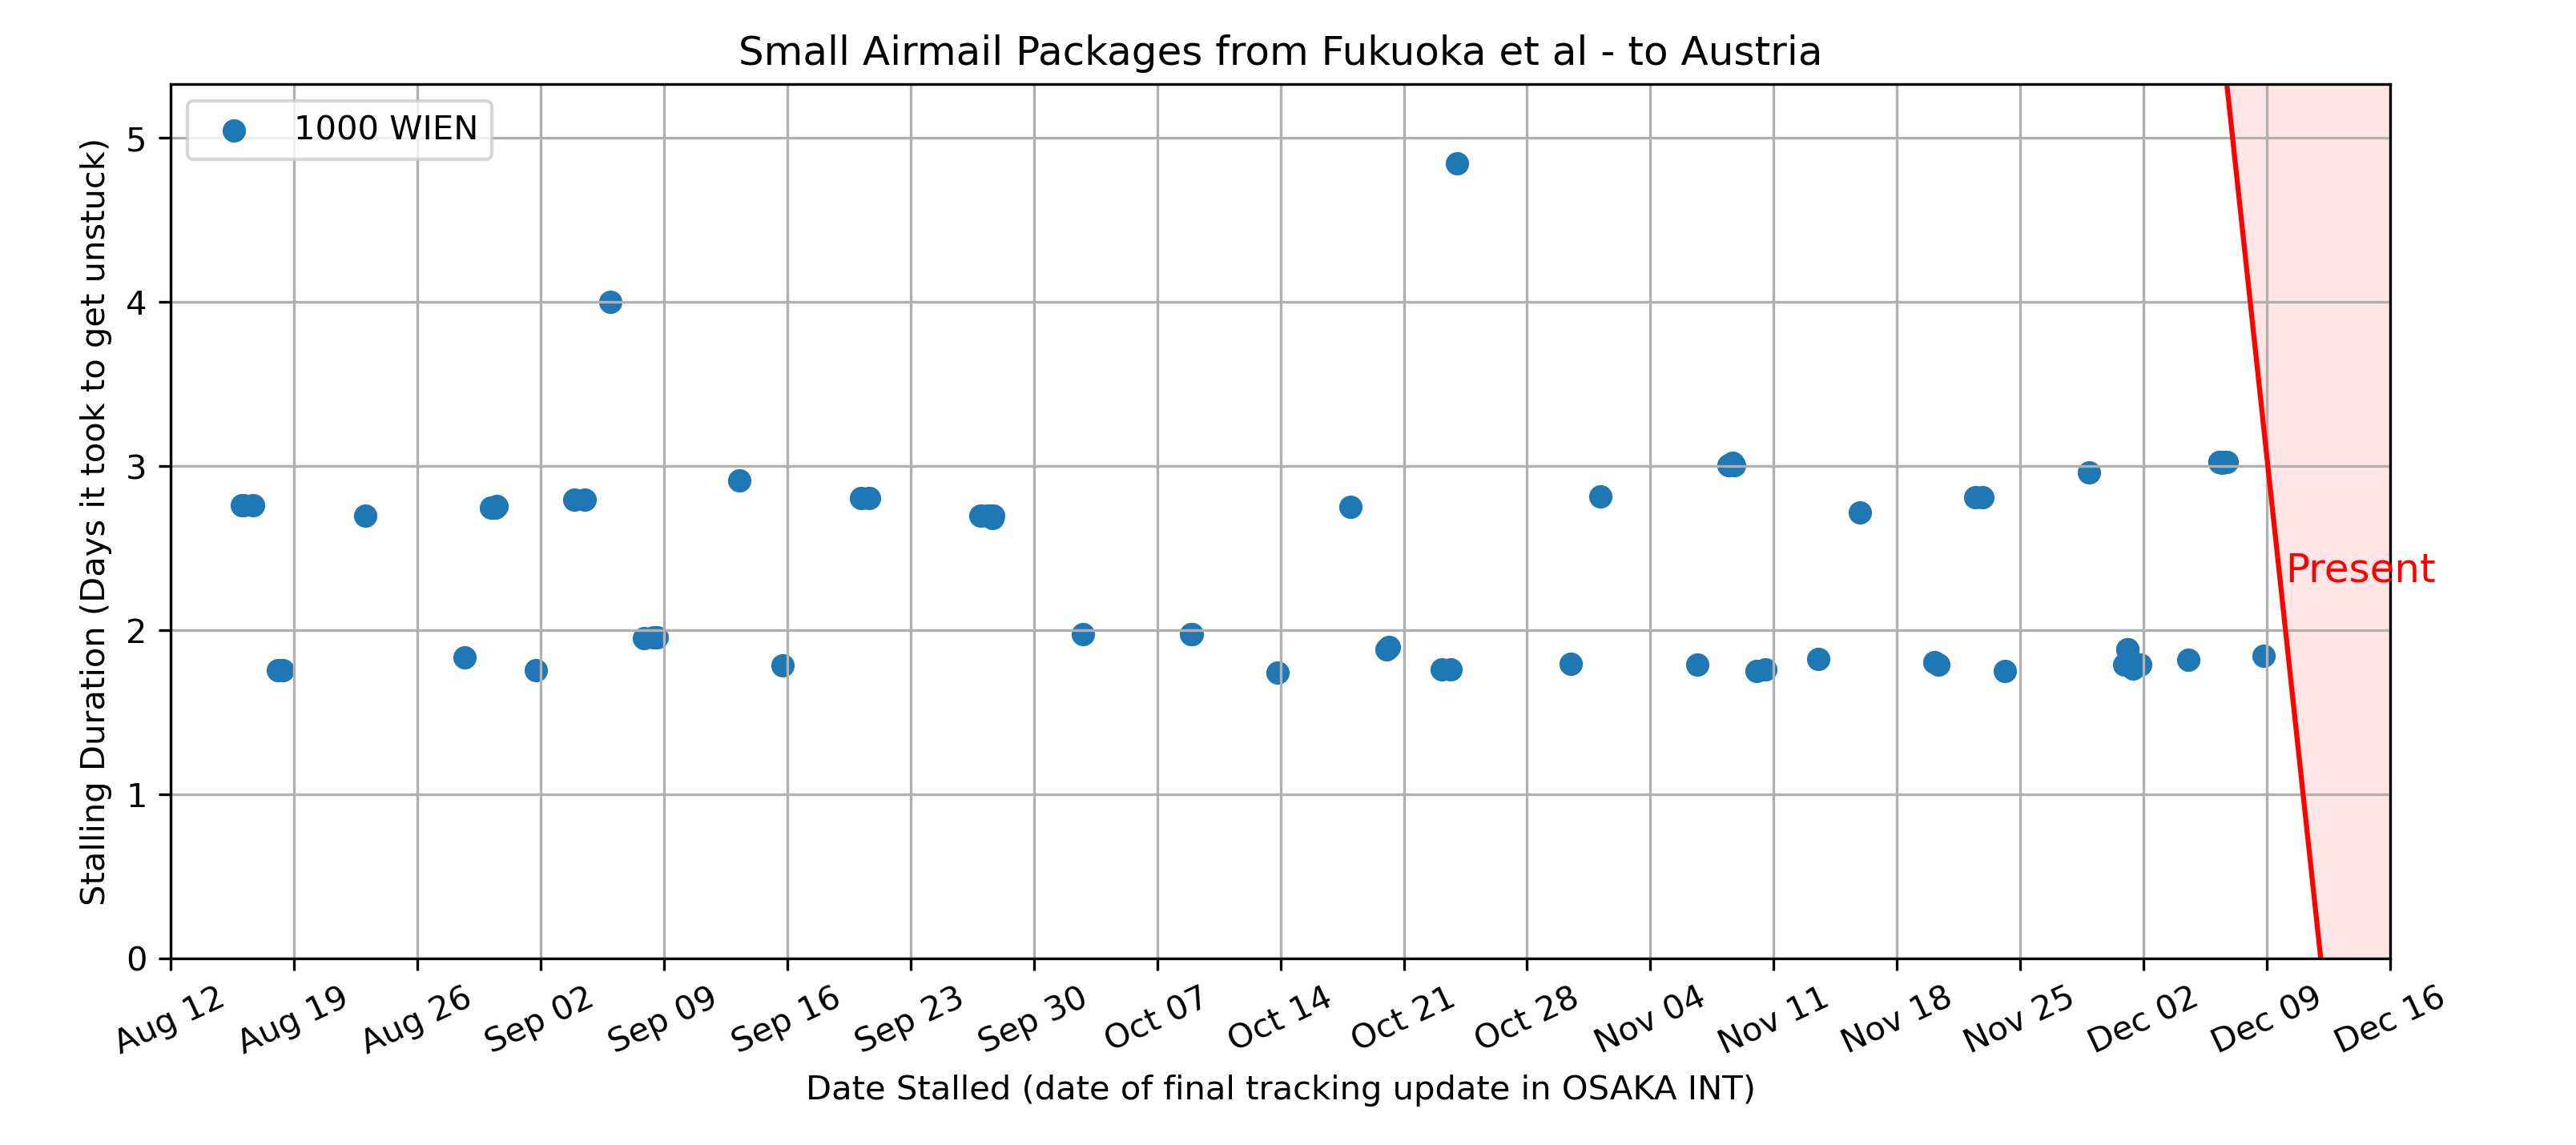 Small Airmail Packages from Fukuoka et al - to Austria
1000 WIEN
Stalling Duration (Days it took to get unstuck)
5
4
3
2
1
0
Present
Aug 12 Aug 19 Aug 26 Sep 02 Sep 09 Sep 16 Sep 23 Sep 30 Oct 07 Oct 14 Oct 21 Oct 28 Nov 04 Nov 11 Nov 18 Nov 25 Dec 02 Dec 09 Dec 16
Date Stalled (date of final tracking update in OSAKA INT)